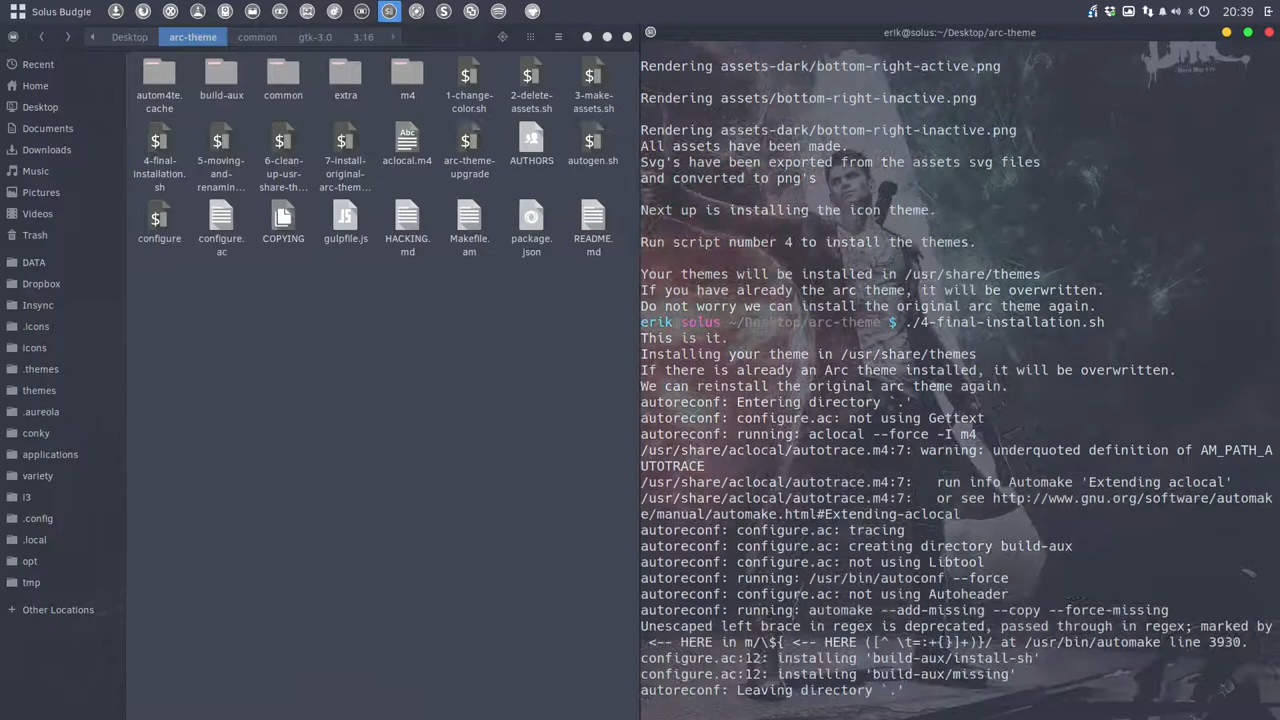 Solus Budgie
20:39
Desktop
arc-theme
common
gtk-3.0
3.16
erik@solus:~/Desktop/arc-theme
Recent
Home
Desktop
Documents
Downloads
Music
Pictures
Videos
Trash
DATA
Dropbox
Insync
.icons
Icons
.themes
themes
.aureola
conky
applications
variety
I3
.config
.local
opt
tmp
Other Locations
autom4te.
cache
build-aux
common
extra
m4
1-change-
color.sh
2-delete-
assets.sh
3-make-
assets.sh
4-final-
installation.
sh
5-moving-
and-
renamin...
6-clean-
up-usr-
share-th...
7-install-
original-
arc-them...
aclocal.m4
arc-theme-
upgrade
AUTHORS
autogen.sh
configure
configure.
ac
COPYING
gulpfile.js
HACKING.
md
Makefile.
am
package.
json
README.
md
Rendering assets-dark/bottom-right-active.png
Rendering assets/bottom-right-inactive.png
Rendering assets-dark/bottom-right-inactive.png
All assets have been made.
Svg's have been exported from the assets svg files
and converted to png's
Next up is installing the icon theme.
Run script number 4 to install the themes.
Your themes will be installed in /usr/share/themes
If you have already the arc theme, it will be overwritten.
Do not worry we can install the original arc theme again.
erik solus ~/Desktop/arc-theme $ ./4-final-installation.sh
This is it.
Installing your theme in /usr/share/themes
If there is already an Arc theme installed, it will be overwritten.
We can reinstall the original arc theme again.
autoreconf: Entering directory `.'
autoreconf: configure.ac: not using Gettext
autoreconf: running: aclocal --force -I m4
/usr/share/aclocal/autotrace.m4:7: warning: underquoted definition of AM_PATH_A
UTOTRACE
/usr/share/aclocal/autotrace.m4:7:   run info Automake 'Extending aclocal'
/usr/share/aclocal/autotrace.m4:7:   or see http://www.gnu.org/software/automak
e/manual/automake.html#Extending-aclocal
autoreconf: configure.ac: tracing
autoreconf: configure.ac: creating directory build-aux
autoreconf: configure.ac: not using Libtool
autoreconf: running: /usr/bin/autoconf --force
autoreconf: configure.ac: not using Autoheader
autoreconf: running: automake --add-missing --copy --force-missing
Unescaped left brace in regex is deprecated, passed through in regex; marked by
 <-- HERE in m/\${ <-- HERE ([^ \t=:+{}]+)}/ at /usr/bin/automake line 3930.
configure.ac:12: installing 'build-aux/install-sh'
configure.ac:12: installing 'build-aux/missing'
autoreconf: Leaving directory `.'